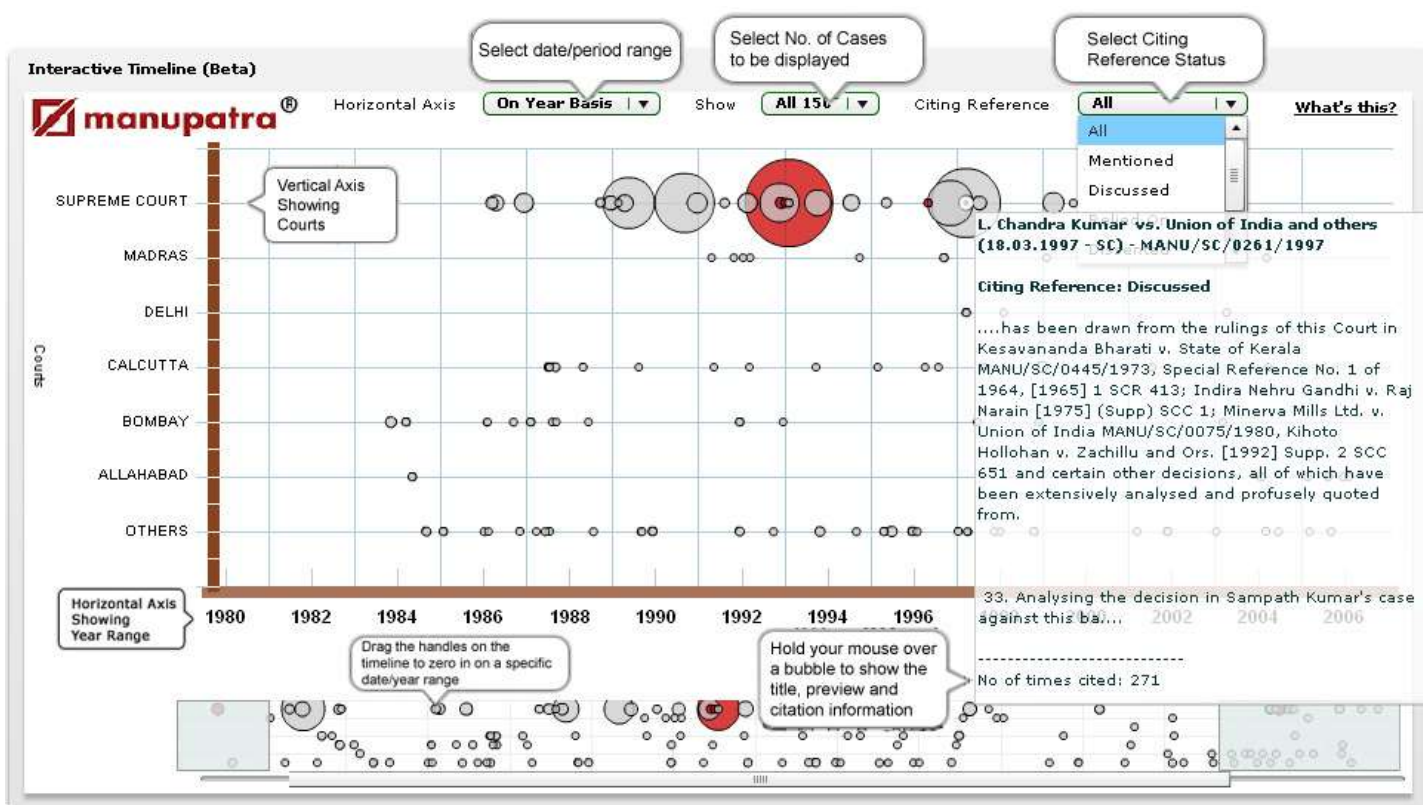 Select date/period range
Select No. of Cases
to be displayed
Select Citing
Reference Status
Interactive Timeline (Beta)
manupatra®
Horizontal Axis
On Year Basis
Show
All 150
Citing Reference
All
What's this?
All
Mentioned
Discussed
Relied On
Dissented
Vertical Axis
Showing
Courts
SUPREME COURT
MADRAS
DELHI
CALCUTTA
BOMBAY
ALLAHABAD
OTHERS
Courts
L. Chandra Kumar vs. Union of India and others
(18.03.1997 - SC) - MANU/SC/0261/1997
Citing Reference: Discussed
....has been drawn from the rulings of this Court in
Kesavananda Bharati v. State of Kerala
MANU/SC/0445/1973, Special Reference No. 1 of
1964, [1965] 1 SCR 413; Indira Nehru Gandhi v. Raj
Narain [1975] (Supp) SCC 1; Minerva Mills Ltd. v.
Union of India MANU/SC/0075/1980, Kihoto
Hollohan v. Zachillu and Ors. [1992] Supp. 2 SCC
651 and certain other decisions, all of which have
been extensively analysed and profusely quoted
from.
33. Analysing the decision in Sampath Kumar's case
against this ba....
-----------------------------
No of times cited: 271
Horizontal Axis
Showing
Year Range
1980 1982 1984 1986 1988 1990 1992 1994 1996 1998 2000 2002 2004 2006
Drag the handles on the
timeline to zero in on a specific
date/year range
Hold your mouse over
a bubble to show the
title, preview and
citation information